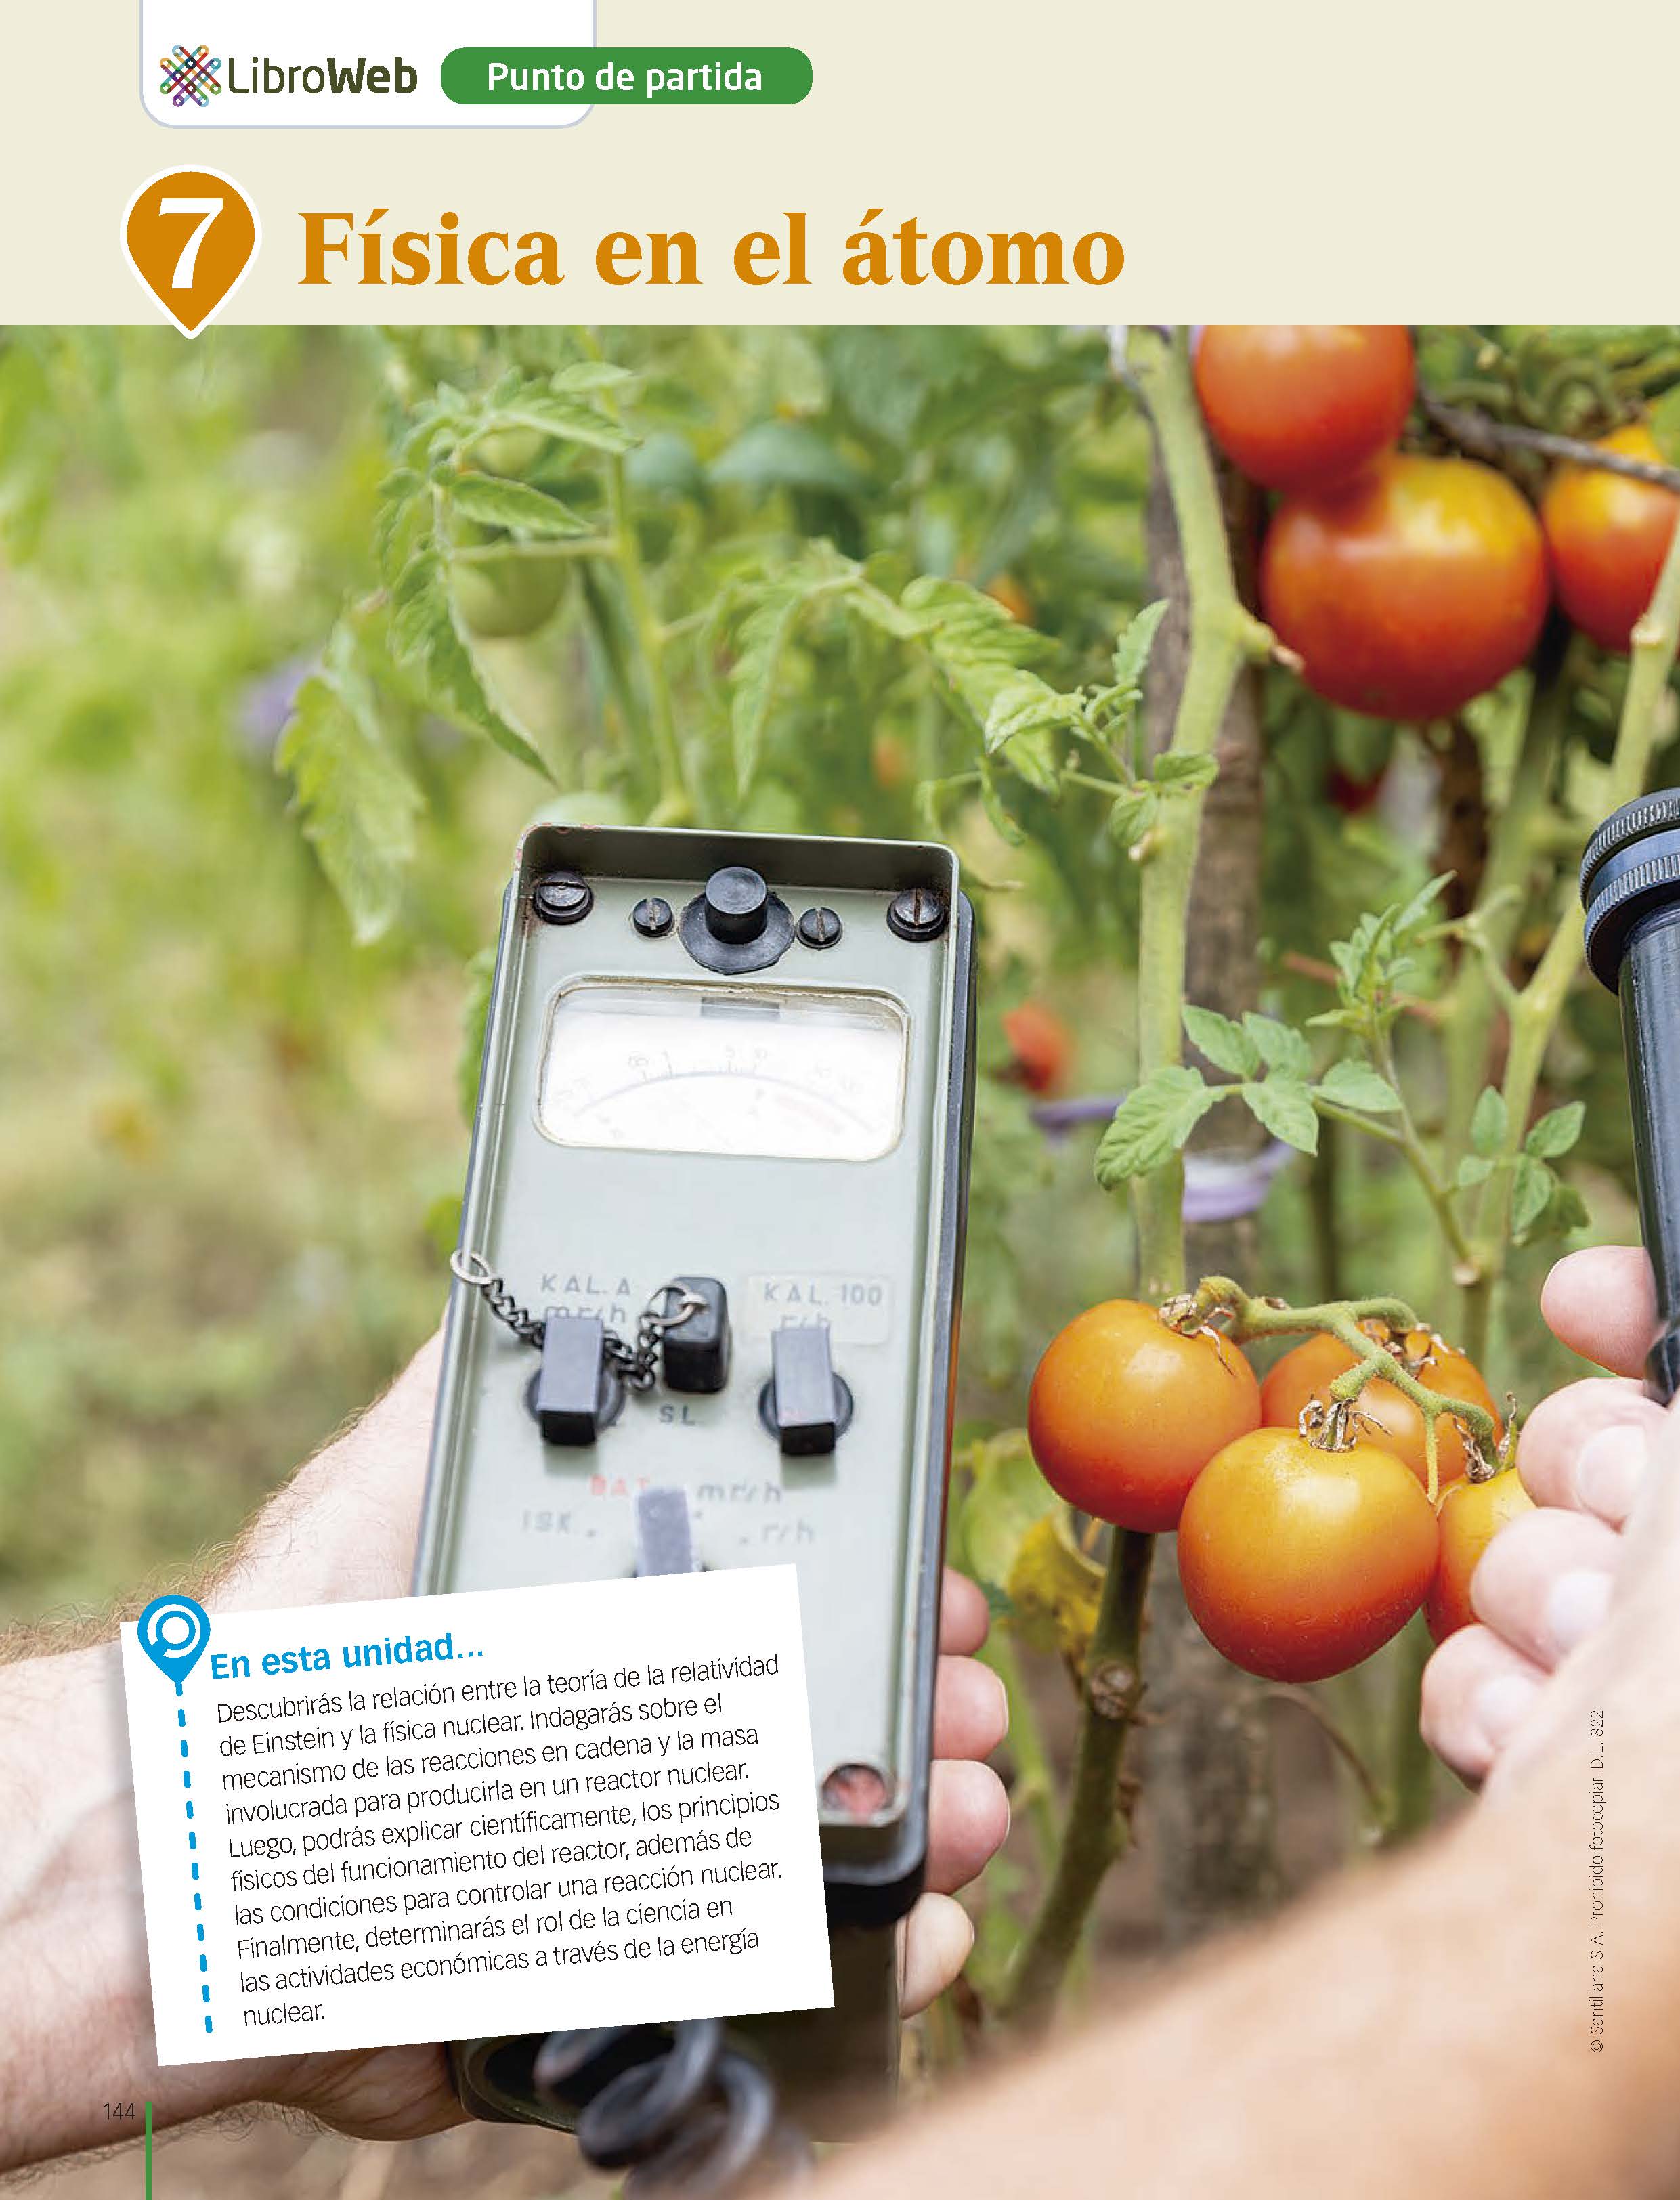 LibroWeb
Punto de partida
7
Física en el átomo
KAL. A
mr/h
KAL. 100
r/h
SL
BAT
mr/h
ISK.
r/h
En esta unidad...
Descubrirás la relación entre la teoría de la relatividad
de Einstein y la física nuclear. Indagarás sobre el
mecanismo de las reacciones en cadena y la masa
involucrada para producirla en un reactor nuclear.
Luego, podrás explicar científicamente, los principios
físicos del funcionamiento del reactor, además de
las condiciones para controlar una reacción nuclear.
Finalmente, determinarás el rol de la ciencia en
las actividades económicas a través de la energía
nuclear.
© Santillana S.A. Prohibido fotocopiar. D.L. 822
144